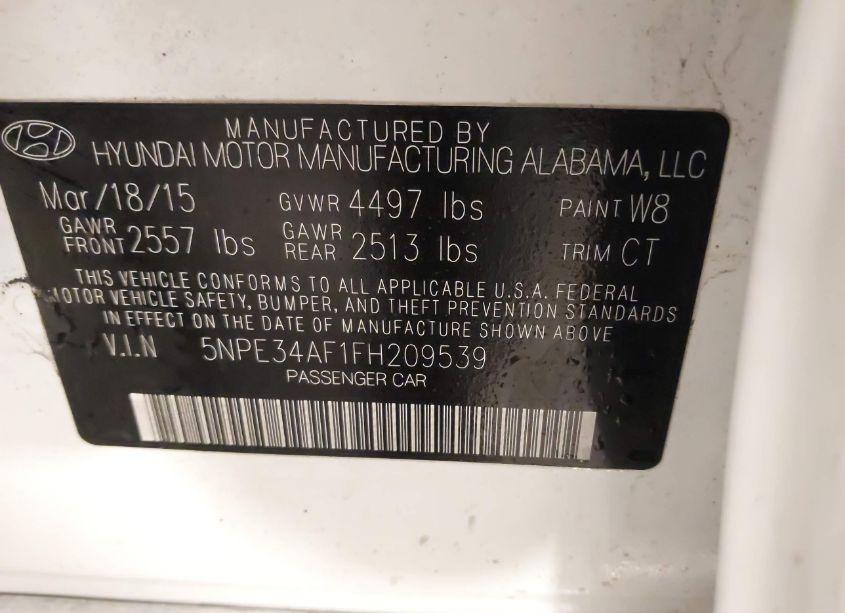 MANUFACTURED BY
HYUNDAI MOTOR MANUFACTURING ALABAMA, LLC
Mar/18/15 GVWR 4497 lbs PAINT W8
GAWR FRONT 2557 lbs GAWR REAR 2513 lbs TRIM CT
THIS VEHICLE CONFORMS TO ALL APPLICABLE U.S.A. FEDERAL
MOTOR VEHICLE SAFETY, BUMPER, AND THEFT PREVENTION STANDARDS
IN EFFECT ON THE DATE OF MANUFACTURE SHOWN ABOVE
V.I.N 5NPE34AF1FH209539
PASSENGER CAR